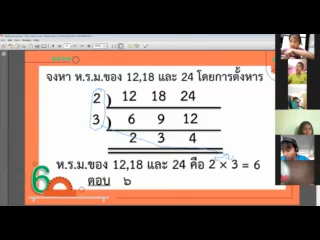 จงหา ห.ร.ม.ของ 12,18 และ 24 โดยการตั้งหาร
2 ) 12 18 24
3 ) 6 9 12
2 3 4
ห.ร.ม.ของ 12,18 และ 24 คือ 2 × 3 = 6
ตอบ ๖
6